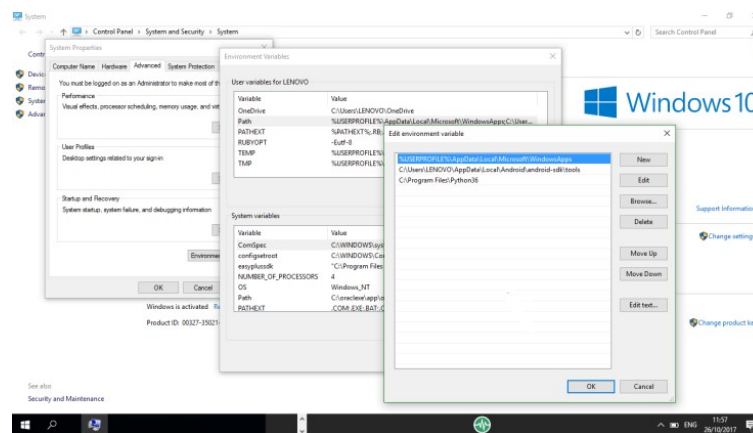 System
Control Panel › System and Security › System
Search Control Panel
System Properties
Computer Name Hardware Advanced System Protection
You must be logged on as an Administrator to make most of th
Performance
Visual effects, processor scheduling, memory usage, and virt
User Profiles
Desktop settings related to your sign-in
Startup and Recovery
System startup, system failure, and debugging information
Environme
OK Cancel
Windows is activated
Product ID: 00327-35021-
See also
Security and Maintenance
Environment Variables
User variables for LENOVO
Variable Value
OneDrive C:\Users\LENOVO\OneDrive
Path %USERPROFILE%\AppData\Local\Microsoft\WindowsApps;C:\User...
PATHEXT %PATHEXT%;.RB;
RUBYOPT -Eutf-8
TEMP %USERPROFILE%\
TMP %USERPROFILE%\
System variables
Variable Value
ComSpec C:\WINDOWS\sys
configsetroot C:\WINDOWS\Co
easyplussdk "C:\Program Files
NUMBER_OF_PROCESSORS 4
OS Windows_NT
Path C:\oraclexe\app\o
PATHEXT .COM;.EXE;.BAT;.C
Edit environment variable
%USERPROFILE%\AppData\Local\Microsoft\WindowsApps
C:\Users\LENOVO\AppData\Local\Android\android-sdk\tools
C:\Program Files\Python36
New
Edit
Browse...
Delete
Move Up
Move Down
Edit text...
OK Cancel
Windows 10
Support Informatio
Change setting
Change product ke
ENG
11:57
26/10/2017